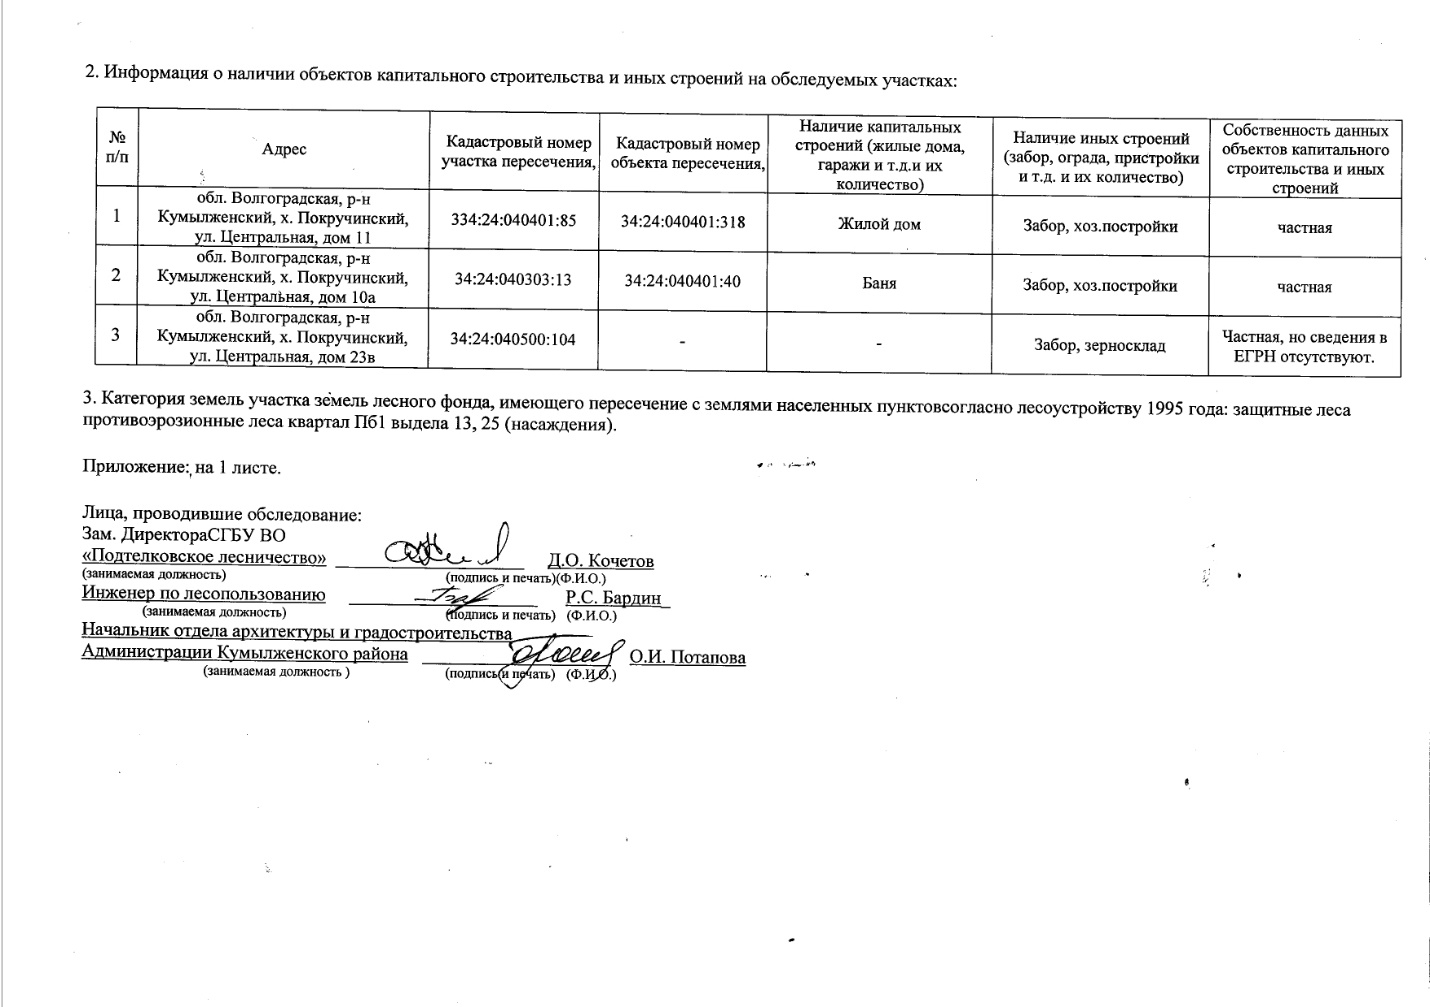 2. Информация о наличии объектов капитального строительства и иных строений на обследуемых участках:
№ п/п
Адрес
Кадастровый номер
участка пересечения,
Кадастровый номер
объекта пересечения,
Наличие капитальных
строений (жилые дома,
гаражи и т.д.и их
количество)
Наличие иных строений
(забор, ограда, пристройки
и т.д. и их количество)
Собственность данных
объектов капитального
строительства и иных
строений
1
обл. Волгоградская, р-н
Кумылженский, х. Покручинский,
ул. Центральная, дом 11
334:24:040401:85
34:24:040401:318
Жилой дом
Забор, хоз.постройки
частная
2
обл. Волгоградская, р-н
Кумылженский, х. Покручинский,
ул. Центральная, дом 10а
34:24:040303:13
34:24:040401:40
Баня
Забор, хоз.постройки
частная
3
обл. Волгоградская, р-н
Кумылженский, х. Покручинский,
ул. Центральная, дом 23в
34:24:040500:104
-
-
Забор, зерносклад
Частная, но сведения в
ЕГРН отсутствуют.
3. Категория земель участка земель лесного фонда, имеющего пересечение с землями населенных пунктовсогласно лесоустройству 1995 года: защитные леса
противоэрозионные леса квартал Пб1 выдела 13, 25 (насаждения).
Приложение: на 1 листе.
Лица, проводившие обследование:
Зам. ДиректораСГБУ ВО
«Подтелковское лесничество» Д.О. Кочетов
(занимаемая должность) (подпись и печать)(Ф.И.О.)
Инженер по лесопользованию Р.С. Бардин
(занимаемая должность) (подпись и печать) (Ф.И.О.)
Начальник отдела архитектуры и градостроительства
Администрации Кумылженского района О.И. Потапова
(занимаемая должность ) (подпись и печать) (Ф.И.О.)